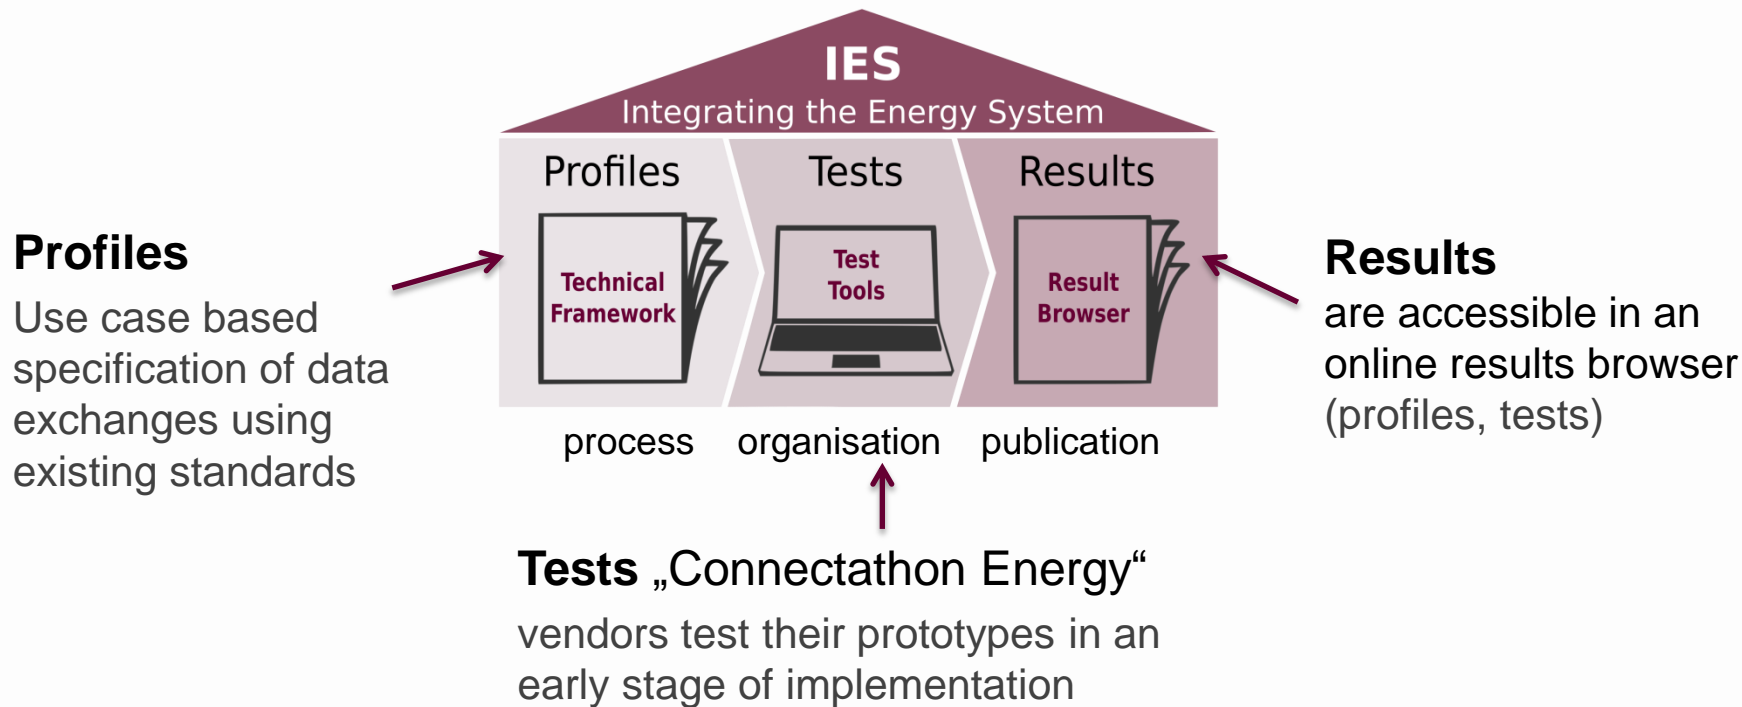 IES
Integrating the Energy System
Profiles
Tests
Results
Technical
Framework
Test
Tools
Result
Browser
process
organisation
publication
Profiles
Use case based
specification of data
exchanges using
existing standards
Results
are accessible in an
online results browser
(profiles, tests)
Tests „Connectathon Energy“
vendors test their prototypes in an
early stage of implementation